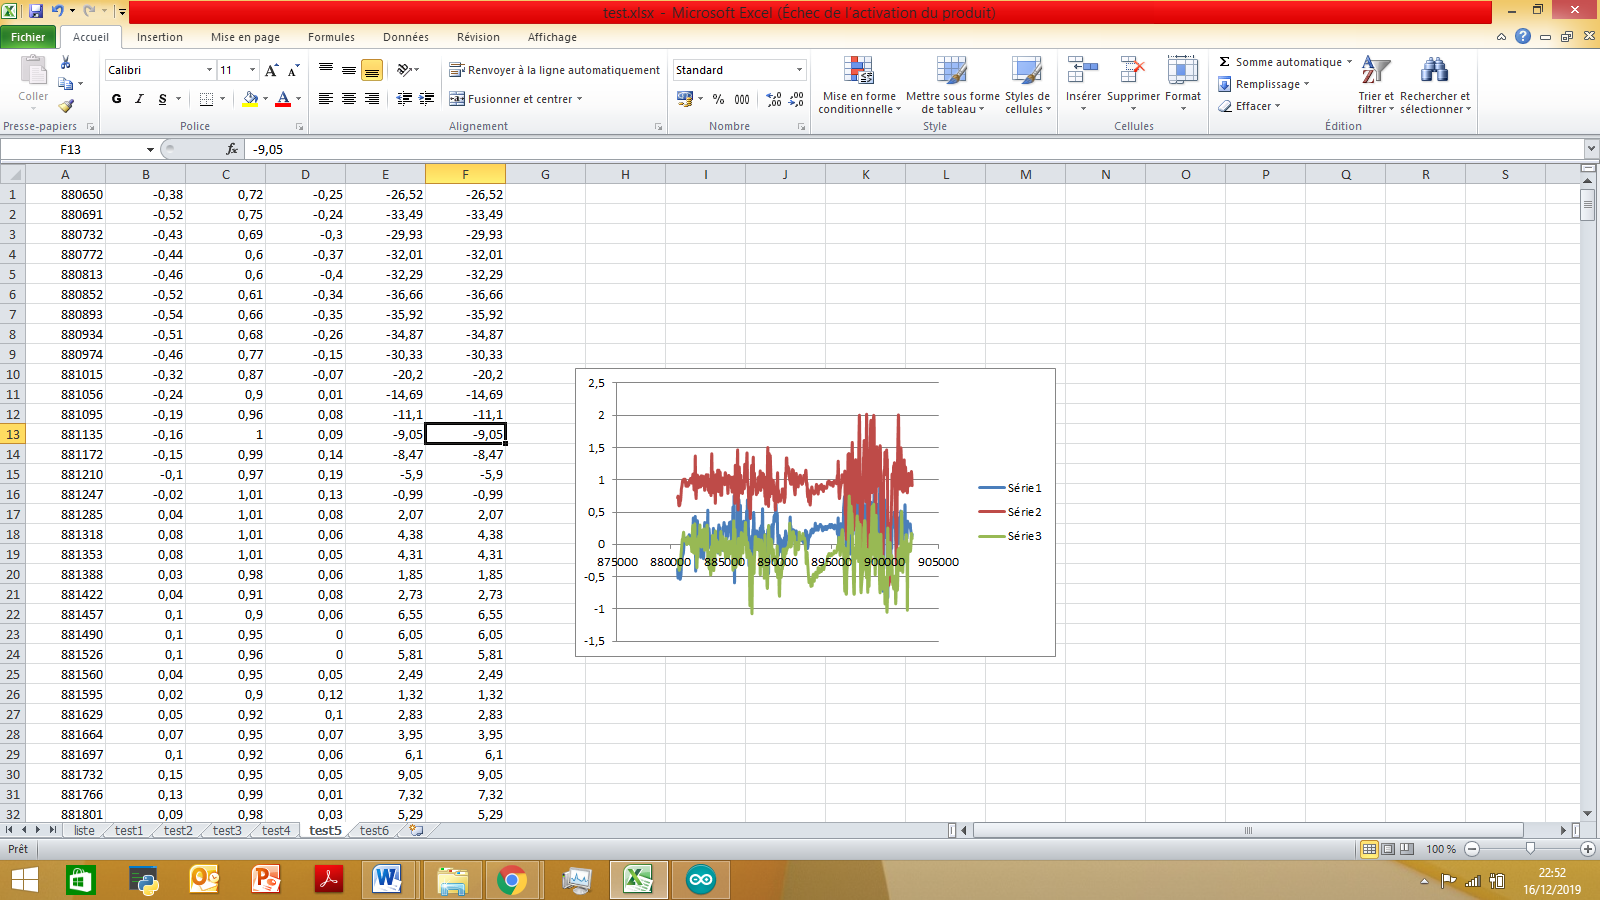 test.xlsx - Microsoft Excel (Échec de l'activation du produit)
Fichier Accueil Insertion Mise en page Formules Données Révision Affichage
Coller
Presse-papiers
Calibri 11
G I S
Police
Renvoyer à la ligne automatiquement
Fusionner et centrer
Alignement
Standard
% 000
Nombre
Mise en forme conditionnelle
Mettre sous forme de tableau
Styles de cellules
Style
Insérer Supprimer Format
Cellules
Somme automatique
Remplissage
Effacer
Trier et filtrer
Rechercher et sélectionner
Édition
F13 fx -9,05
A B C D E F G H I J K L M N O P Q R S
1 880650 -0,38 0,72 -0,25 -26,52 -26,52
2 880691 -0,52 0,75 -0,24 -33,49 -33,49
3 880732 -0,43 0,69 -0,3 -29,93 -29,93
4 880772 -0,44 0,6 -0,37 -32,01 -32,01
5 880813 -0,46 0,6 -0,4 -32,29 -32,29
6 880852 -0,52 0,61 -0,34 -36,66 -36,66
7 880893 -0,54 0,66 -0,35 -35,92 -35,92
8 880934 -0,51 0,68 -0,26 -34,87 -34,87
9 880974 -0,46 0,77 -0,15 -30,33 -30,33
10 881015 -0,32 0,87 -0,07 -20,2 -20,2
11 881056 -0,24 0,9 0,01 -14,69 -14,69
12 881095 -0,19 0,96 0,08 -11,1 -11,1
13 881135 -0,16 1 0,09 -9,05 -9,05
14 881172 -0,15 0,99 0,14 -8,47 -8,47
15 881210 -0,1 0,97 0,19 -5,9 -5,9
16 881247 -0,02 1,01 0,13 -0,99 -0,99
17 881285 0,04 1,01 0,08 2,07 2,07
18 881318 0,08 1,01 0,06 4,38 4,38
19 881353 0,08 1,01 0,05 4,31 4,31
20 881388 0,03 0,98 0,06 1,85 1,85
21 881422 0,04 0,91 0,08 2,73 2,73
22 881457 0,1 0,9 0,06 6,55 6,55
23 881490 0,1 0,95 0 6,05 6,05
24 881526 0,1 0,96 0 5,81 5,81
25 881560 0,04 0,95 0,05 2,49 2,49
26 881595 0,02 0,9 0,12 1,32 1,32
27 881629 0,05 0,92 0,1 2,83 2,83
28 881664 0,07 0,95 0,07 3,95 3,95
29 881697 0,1 0,92 0,06 6,1 6,1
30 881732 0,15 0,95 0,05 9,05 9,05
31 881766 0,13 0,99 0,01 7,32 7,32
32 881801 0,09 0,98 0,03 5,29 5,29
2,5
2
1,5
1
0,5
0
875000 880000 885000 890000 895000 900000 905000
-0,5
-1
-1,5
Série1
Série2
Série3
liste test1 test2 test3 test4 test5 test6
Prêt 100 %
22:52
16/12/2019